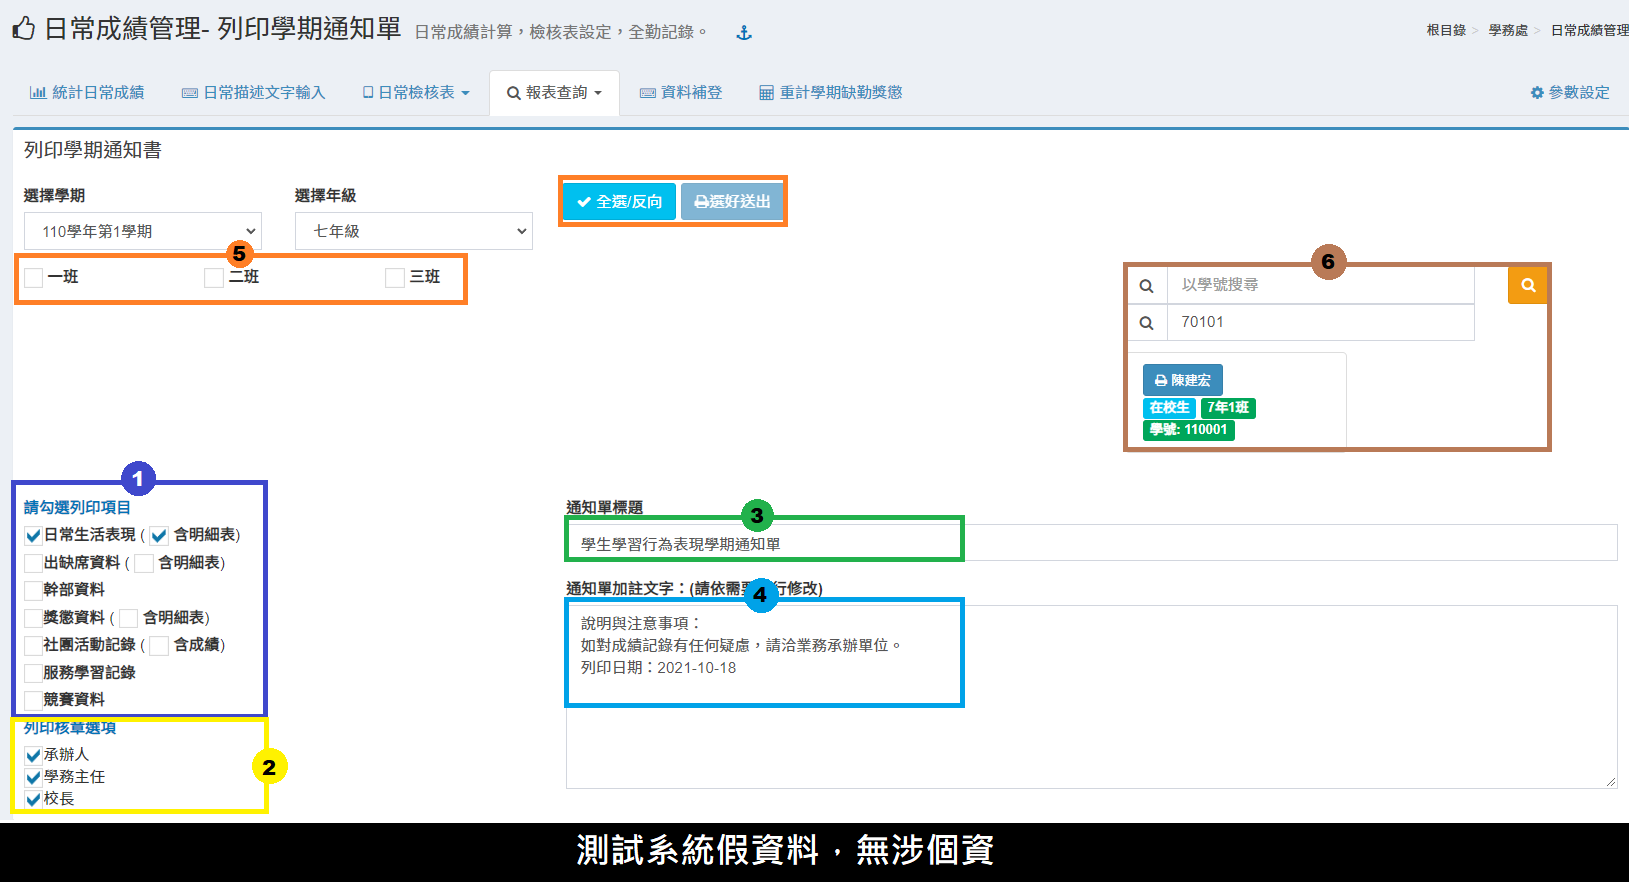 日常成績管理- 列印學期通知單 日常成績計算，檢核表設定，全勤記錄。
根目錄 > 學務處 > 日常成績管理
統計日常成績 日常描述文字輸入 日常檢核表 報表查詢 資料補登 重計學期缺勤獎懲 參數設定
列印學期通知書
選擇學期 選擇年級
110學年第1學期 七年級
全選/反向 選好送出
5
一班 二班 三班
6
以學號搜尋
70101
陳建宏
在校生 7年1班
學號: 110001
1
請勾選列印項目
日常生活表現 ( 含明細表)
出缺席資料 ( 含明細表)
幹部資料
獎懲資料 ( 含明細表)
社團活動記錄 ( 含成績)
服務學習記錄
競賽資料
列印核章選項
2
承辦人
學務主任
校長
通知單標題
3
學生學習行為表現學期通知單
通知單加註文字：(請依需 行修改)
4
說明與注意事項：
如對成績記錄有任何疑慮，請洽業務承辦單位。
列印日期：2021-10-18
測試系統假資料，無涉個資